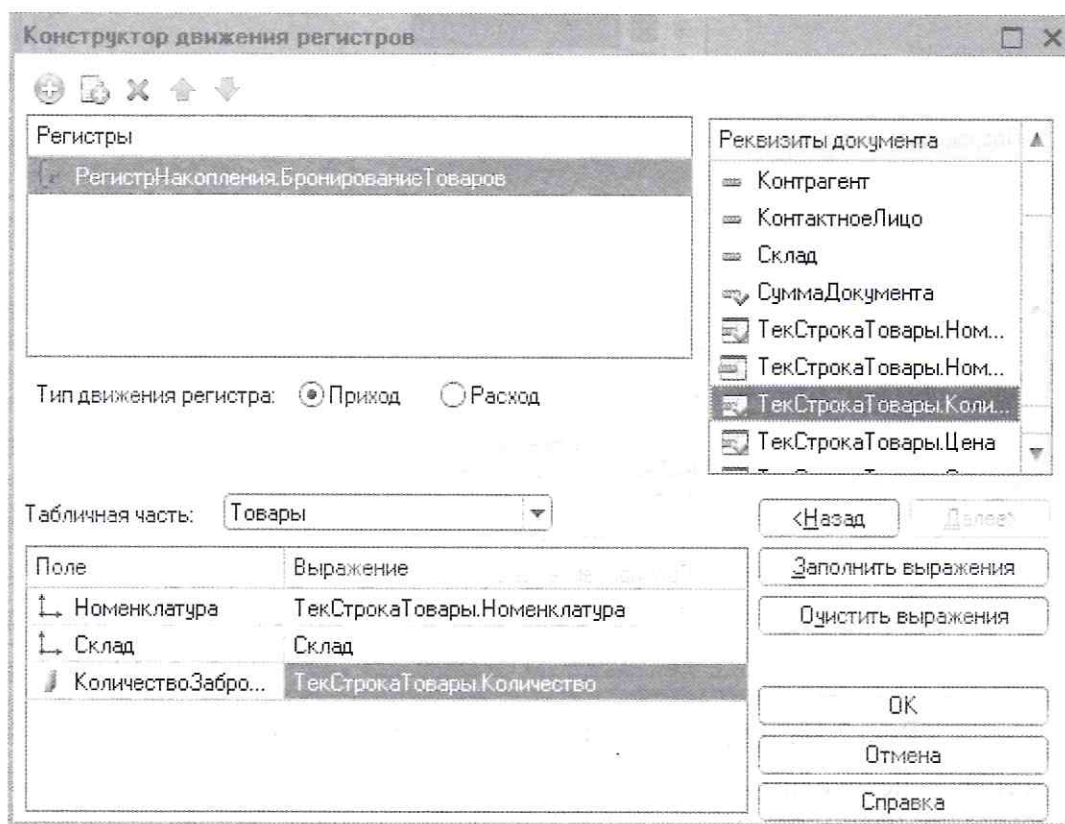 Конструктор движения регистров
Регистры
РегистрНакопления.БронированиеТоваров
Реквизиты документа
Контрагент
КонтактноеЛицо
Склад
СуммаДокумента
ТекСтрокаТовары.Ном...
ТекСтрокаТовары.Ном...
ТекСтрокаТовары.Коли...
ТекСтрокаТовары.Цена
Тип движения регистра: Приход Расход
Табличная часть: Товары
<Назад Далее>
Поле Выражение
Номенклатура ТекСтрокаТовары.Номенклатура
Склад Склад
КоличествоЗабро... ТекСтрокаТовары.Количество
Заполнить выражения
Очистить выражения
ОК
Отмена
Справка